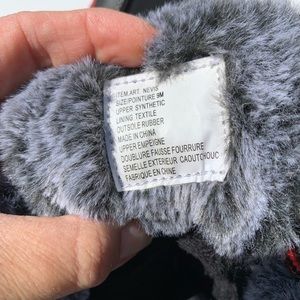 ITEM.ART NEVIS
SIZE/POINTURE 9M
UPPER SYNTHETIC
LINING TEXTILE
OUTSOLE RUBBER
MADE IN CHINA
UPPER EMPEIGNE
DOUBLURE FAUSSE FOURRURE
SEMELLE EXTERIEUR CAOUTCHOUC
FABRIQUE EN CHINE